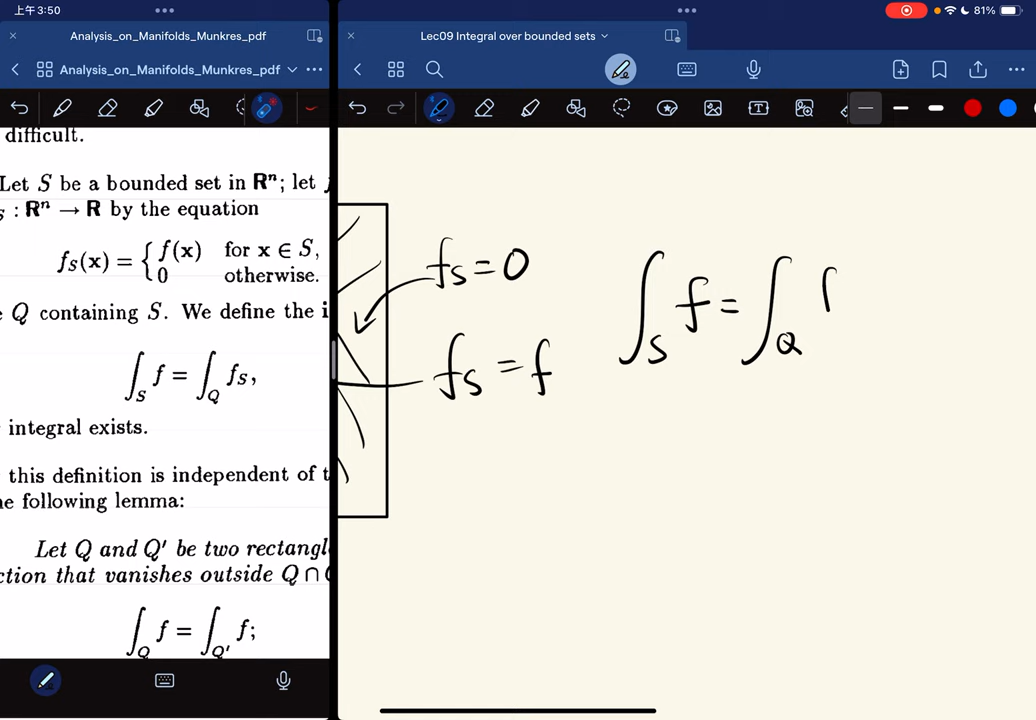 上午3:50
81%
Analysis_on_Manifolds_Munkres_pdf
Lec09 Integral over bounded sets
Analysis_on_Manifolds_Munkres_pdf
difficult.
Let S be a bounded set in Rⁿ; let
s : Rⁿ → R by the equation
f_S(x) = { f(x) for x ∈ S,
0 otherwise.
Q containing S. We define the i
∫_S f = ∫_Q f_S,
integral exists.
this definition is independent of t
following lemma:
Let Q and Q′ be two rectangl
ction that vanishes outside Q ∩
∫_Q f = ∫_Q′ f;
f_S = 0
f_S = f
∫_S f = ∫_Q